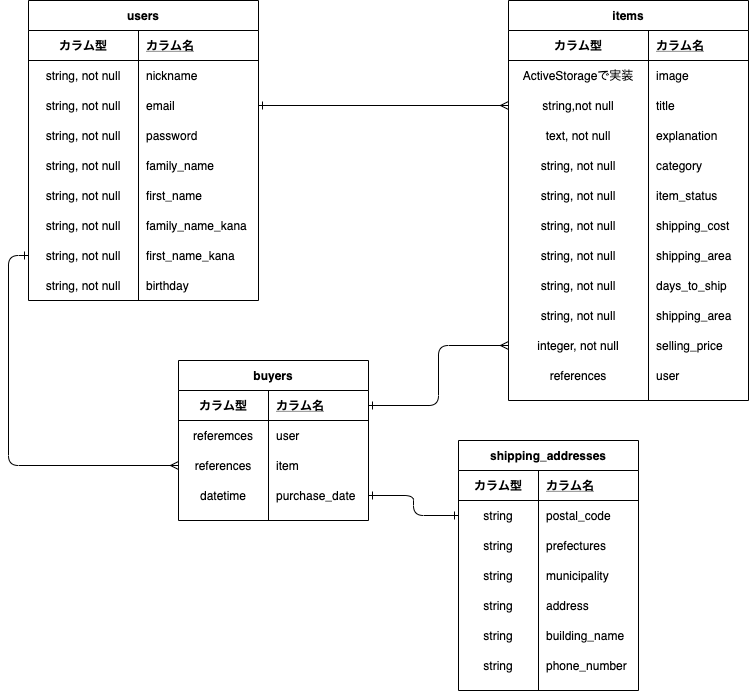 users
カラム型 カラム名
string, not null nickname
string, not null email
string, not null password
string, not null family_name
string, not null first_name
string, not null family_name_kana
string, not null first_name_kana
string, not null birthday
items
カラム型 カラム名
ActiveStorageで実装 image
string,not null title
text, not null explanation
string, not null category
string, not null item_status
string, not null shipping_cost
string, not null shipping_area
string, not null days_to_ship
string, not null shipping_area
integer, not null selling_price
references user
buyers
カラム型 カラム名
referemces user
references item
datetime purchase_date
shipping_addresses
カラム型 カラム名
string postal_code
string prefectures
string municipality
string address
string building_name
string phone_number